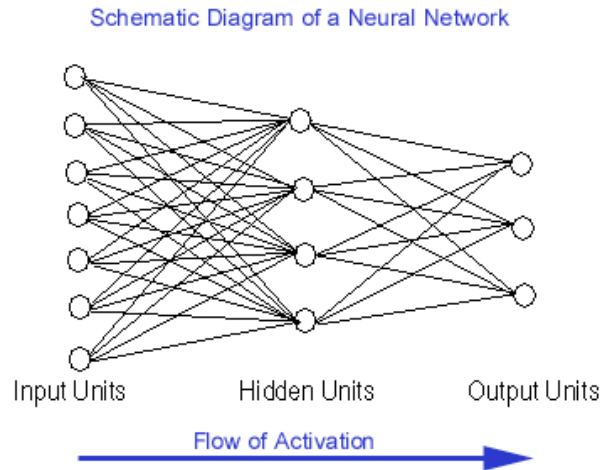 Schematic Diagram of a Neural Network
Input Units
Hidden Units
Output Units
Flow of Activation